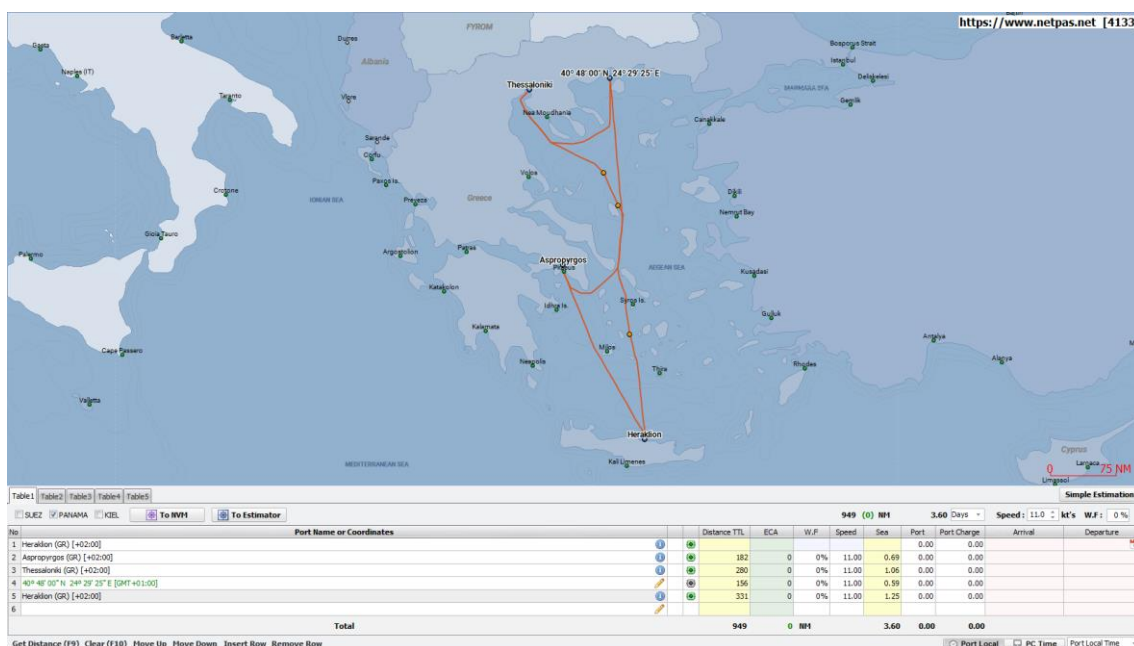 https://www.netpas.net [4133
FYROM
Barletta
Durres
Gaeta
Bosporus Strait
Albania
Istanbul
40° 48' 00" N 24° 29' 25" E
Naples (IT)
Thessaloniki
Diliskelesi
MARMARA SEA
Taranto
Vlore
Gemlik
Nea Moudhania
Canakkale
Sarande
Corfu
Volos
Paxos Is.
Dikili
Crotone
Greece
IONIAN SEA
Preveza
Nemrut Bay
Gioia Tauro
Patras
Argostolion
Palermo
Aspropyrgos
Piraeus
AEGEAN SEA
Kusadasi
Katakolon
Syros Is.
Idhra Is.
Gulluk
Kalamata
Antalya
Capo Passero
Milos
Neapolis
Alanya
Thira
Rhodes
Valletta
Heraklion
Cyprus
MEDITERRANEAN SEA
Kali Limenes
Larnaca
0 75 NM
Limassol
Table1 Table2 Table3 Table4 Table5 Simple Estimation
SUEZ PANAMA KIEL To NVM To Estimator 949 (0) NM 3.60 Days Speed: 11.0 kt's W.F: 0 %
No Port Name or Coordinates Distance TTL ECA W.F Speed Sea Port Port Charge Arrival Departure
1 Heraklion (GR) [+02:00] 0.00 0.00
2 Aspropyrgos (GR) [+02:00] 182 0 0% 11.00 0.69 0.00 0.00
3 Thessaloniki (GR) [+02:00] 280 0 0% 11.00 1.06 0.00 0.00
4 40º 48' 00'' N 24º 29' 25'' E [GMT+01:00] 156 0 0% 11.00 0.59 0.00 0.00
5 Heraklion (GR) [+02:00] 331 0 0% 11.00 1.25 0.00 0.00
6
Total 949 0 NM 3.60 0.00 0.00
Get Distance (F9) Clear (F10) Move Up Move Down Insert Row Remove Row Port Local PC Time Port Local Time